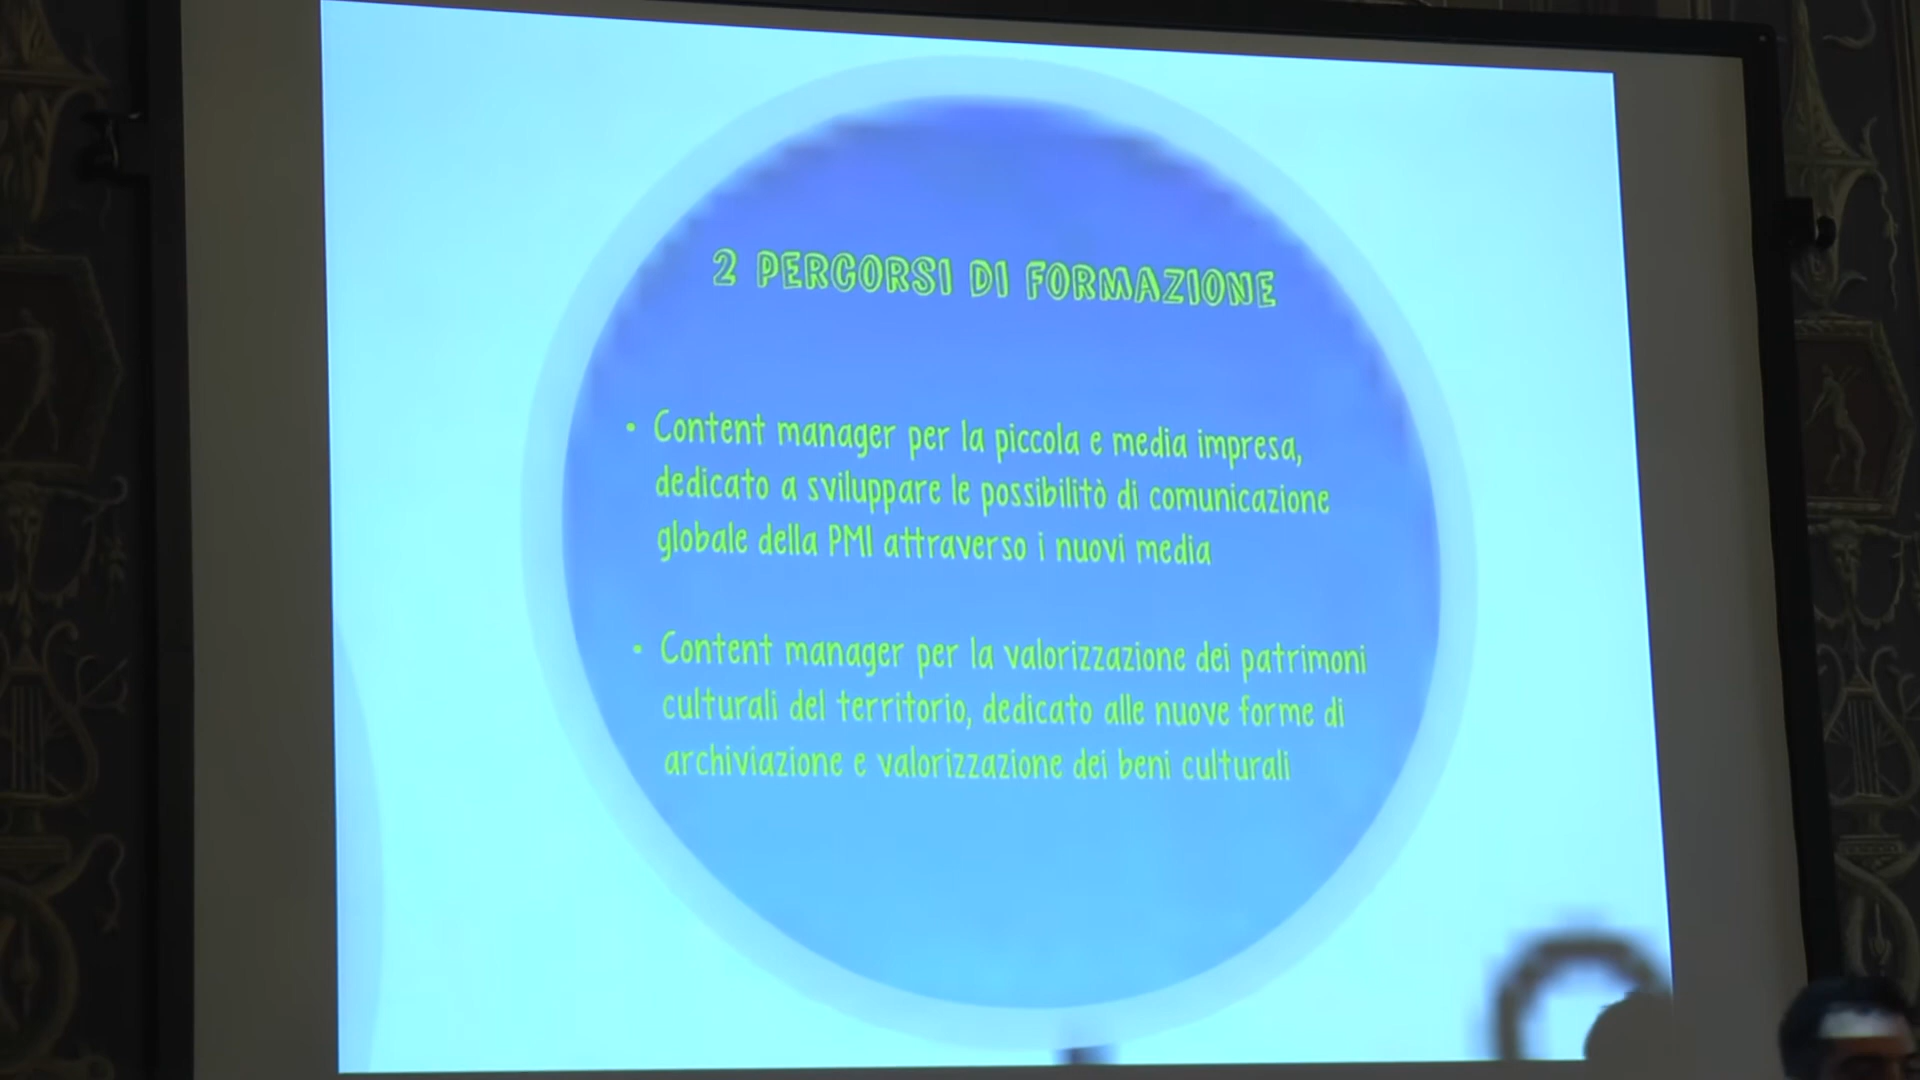 2 PERCORSI DI FORMAZIONE
• Content manager per la piccola e media impresa,
dedicato a sviluppare le possibilitò di comunicazione
globale della PMI attraverso i nuovi media
• Content manager per la valorizzazione dei patrimoni
culturali del territorio, dedicato alle nuove forme di
archiviazione e valorizzazione dei beni culturali